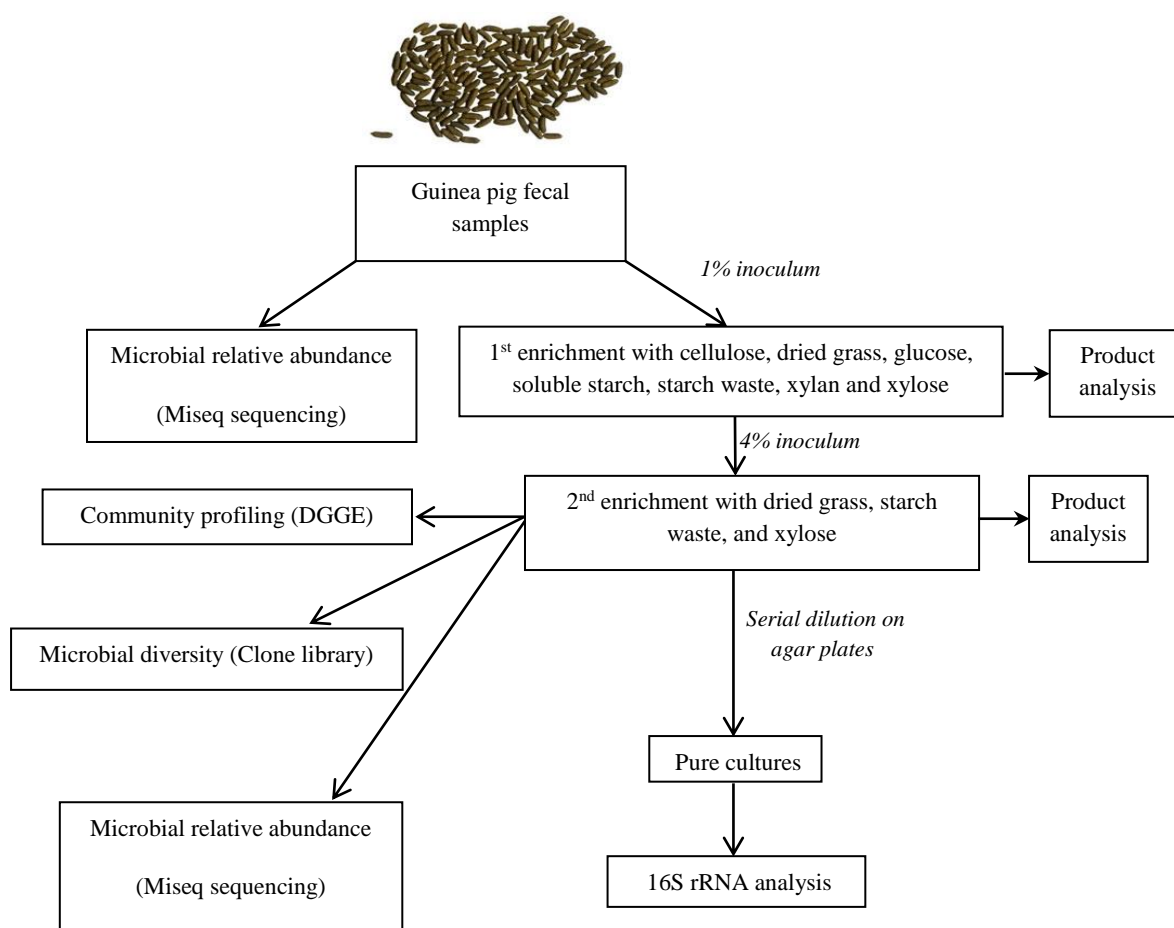 Guinea pig fecal
samples
1% inoculum
Microbial relative abundance
(Miseq sequencing)
1st enrichment with cellulose, dried grass, glucose,
soluble starch, starch waste, xylan and xylose
Product
analysis
4% inoculum
Community profiling (DGGE)
2nd enrichment with dried grass, starch
waste, and xylose
Product
analysis
Serial dilution on
agar plates
Microbial diversity (Clone library)
Pure cultures
Microbial relative abundance
(Miseq sequencing)
16S rRNA analysis